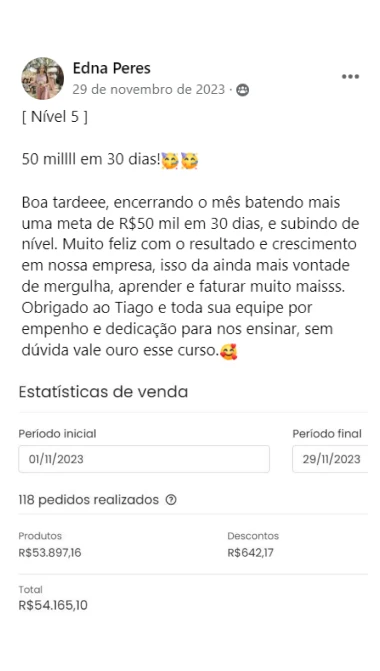 Edna Peres
29 de novembro de 2023 ·
[ Nível 5 ]
50 millll em 30 dias!🥳🥳
Boa tardeee, encerrando o mês batendo mais
uma meta de R$50 mil em 30 dias, e subindo de
nível. Muito feliz com o resultado e crescimento
em nossa empresa, isso da ainda mais vontade
de mergulha, aprender e faturar muito maisss.
Obrigado ao Tiago e toda sua equipe por
empenho e dedicação para nos ensinar, sem
dúvida vale ouro esse curso.🥰
Estatísticas de venda
Período inicial Período final
01/11/2023 29/11/2023
118 pedidos realizados
Produtos Descontos
R$53.897,16 R$642,17
Total
R$54.165,10